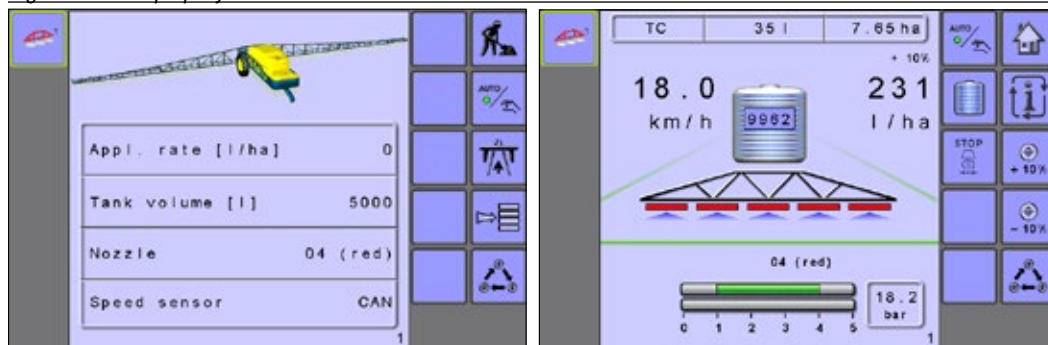 1
Appl. rate [l/ha] 0
Tank volume [l] 5000
Nozzle 04 (red)
Speed sensor CAN
1
AUTO
1
TC 35 l 7.65 ha
+ 10%
18.0 231
km/h l/ha
9962
04 (red)
0 1 2 3 4 5
18.2
bar
1
AUTO
STOP
i
+ 10%
- 10%